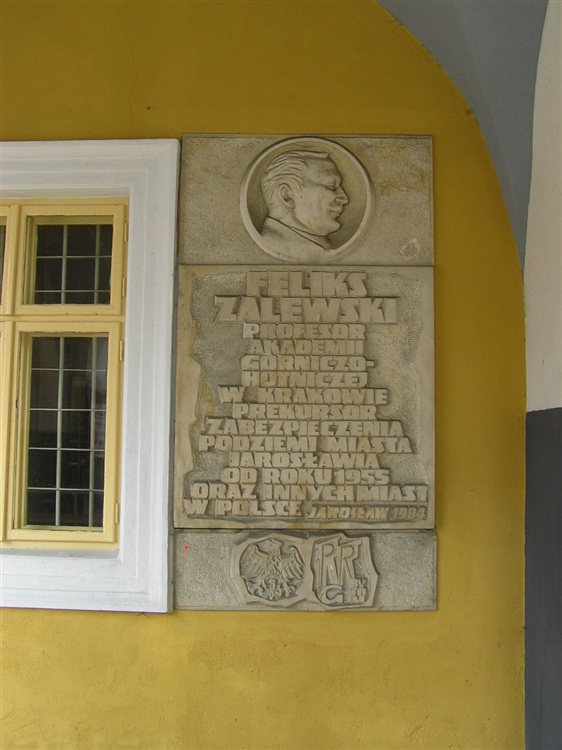 FELIKS
ZALEWSKI
PROFESOR
AKADEMII
GÓRNICZO-
HUTNICZEJ
W KRAKOWIE
PREKURSOR
ZABEZPIECZENIA
PODZIEMI MIASTA
JAROSŁAWIA
OD ROKU 1955
ORAZ INNYCH MIAST
W POLSCE JAROSŁAW 1984